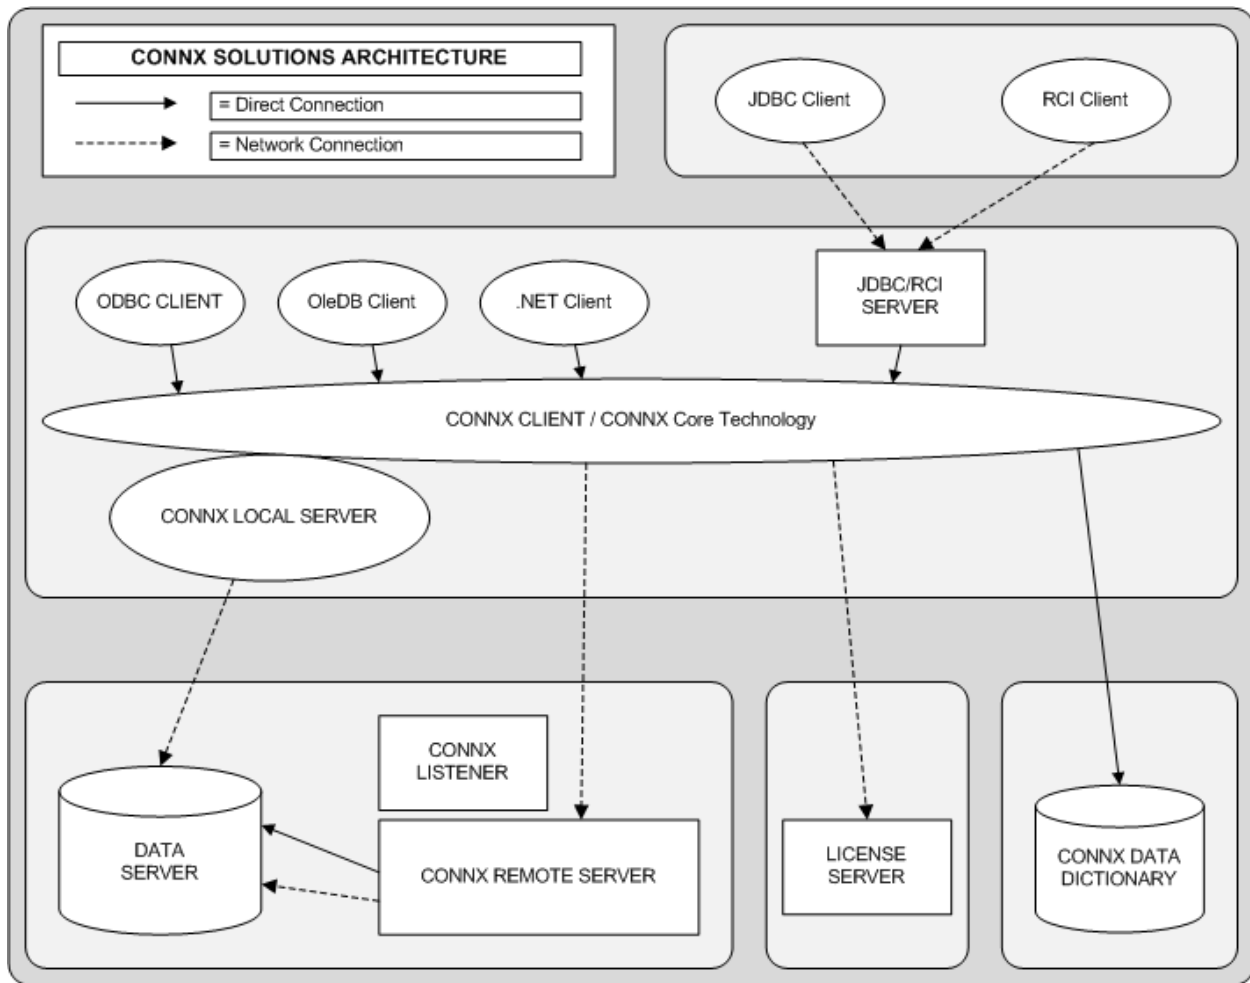 CONNX SOLUTIONS ARCHITECTURE
= Direct Connection
= Network Connection
JDBC Client
RCI Client
ODBC CLIENT
OleDB Client
.NET Client
JDBC/RCI
SERVER
CONNX CLIENT / CONNX Core Technology
CONNX LOCAL SERVER
CONNX
LISTENER
DATA
SERVER
CONNX REMOTE SERVER
LICENSE
SERVER
CONNX DATA
DICTIONARY